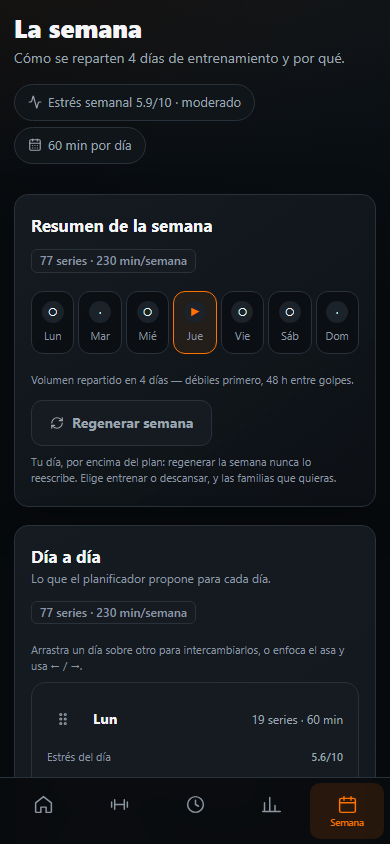 La semana
Cómo se reparten 4 días de entrenamiento y por qué.
Estrés semanal 5.9/10 · moderado
60 min por día
Resumen de la semana
77 series · 230 min/semana
Lun Mar Mié Jue Vie Sáb Dom
Volumen repartido en 4 días — débiles primero, 48 h entre golpes.
Regenerar semana
Tu día, por encima del plan: regenerar la semana nunca lo
reescribe. Elige entrenar o descansar, y las familias que quieras.
Día a día
Lo que el planificador propone para cada día.
77 series · 230 min/semana
Arrastra un día sobre otro para intercambiarlos, o enfoca el asa y
usa ← / →.
Lun 19 series · 60 min
Estrés del día 5.6/10
Semana